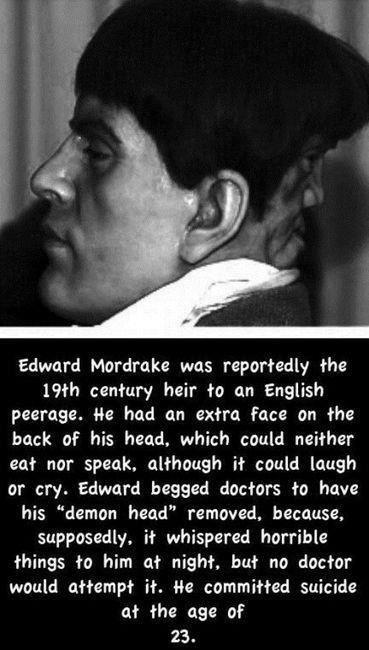 Edward Mordrake was reportedly the
19th century heir to an English
peerage. He had an extra face on the
back of his head, which could neither
eat nor speak, although it could laugh
or cry. Edward begged doctors to have
his “demon head” removed, because,
supposedly, it whispered horrible
things to him at night, but no doctor
would attempt it. He committed suicide
at the age of
23.